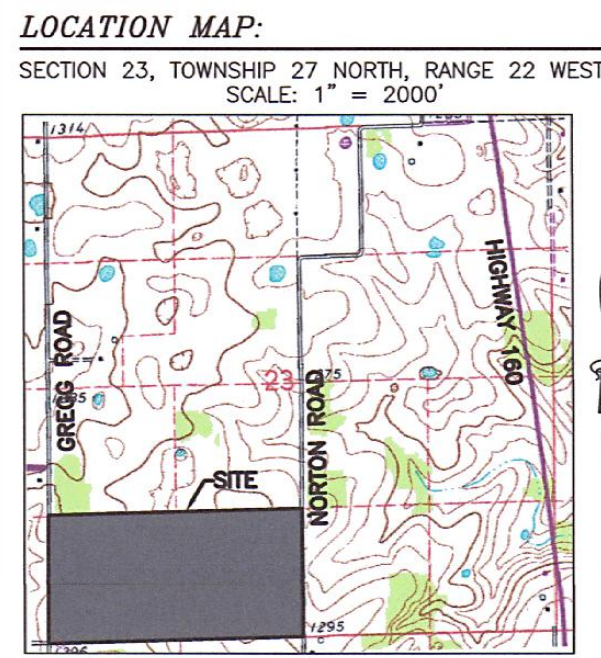 LOCATION MAP:
SECTION 23, TOWNSHIP 27 NORTH, RANGE 22 WEST
SCALE: 1" = 2000'
1314
HIGHWAY 160
GREGG ROAD
23
NORTON ROAD
SITE
1295